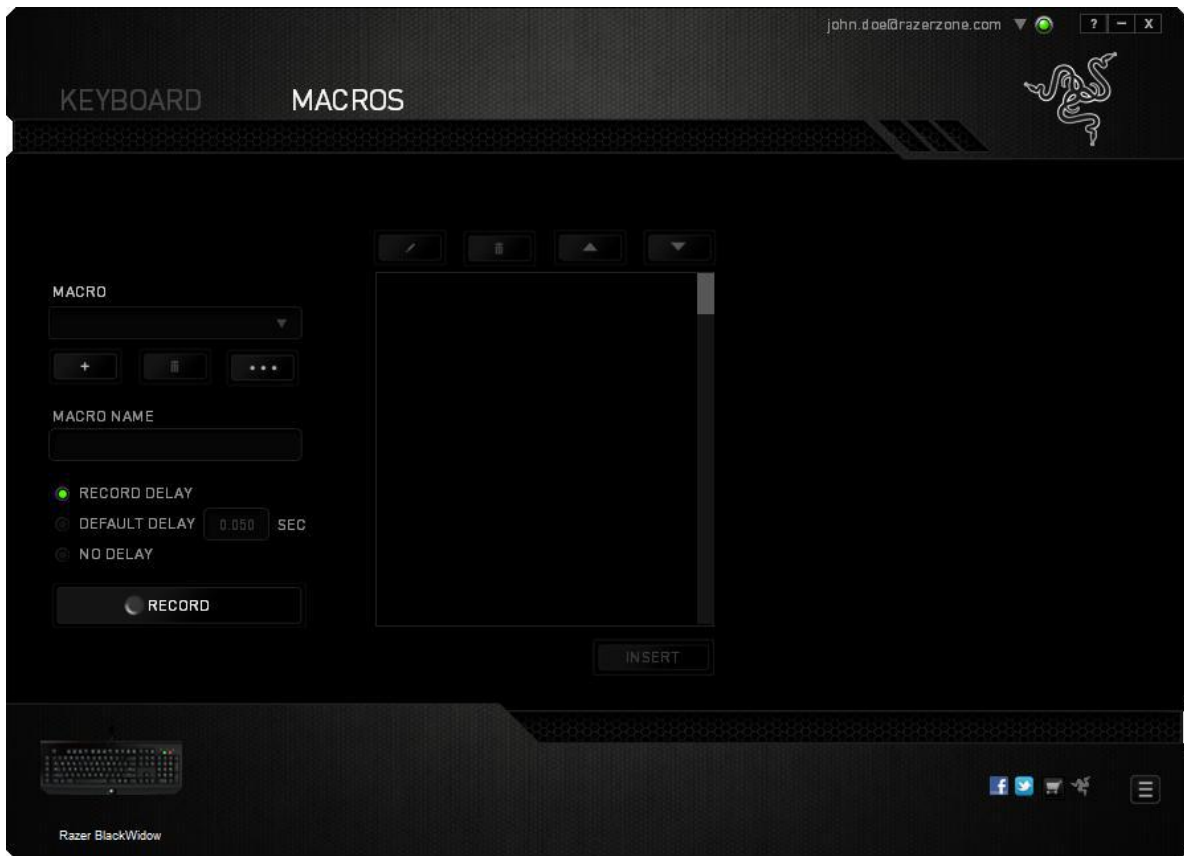 john.doe@razerzone.com
? – X
KEYBOARD MACROS
MACRO
+ •••
MACRO NAME
RECORD DELAY
DEFAULT DELAY 0.050 SEC
NO DELAY
RECORD
INSERT
f
Razer BlackWidow